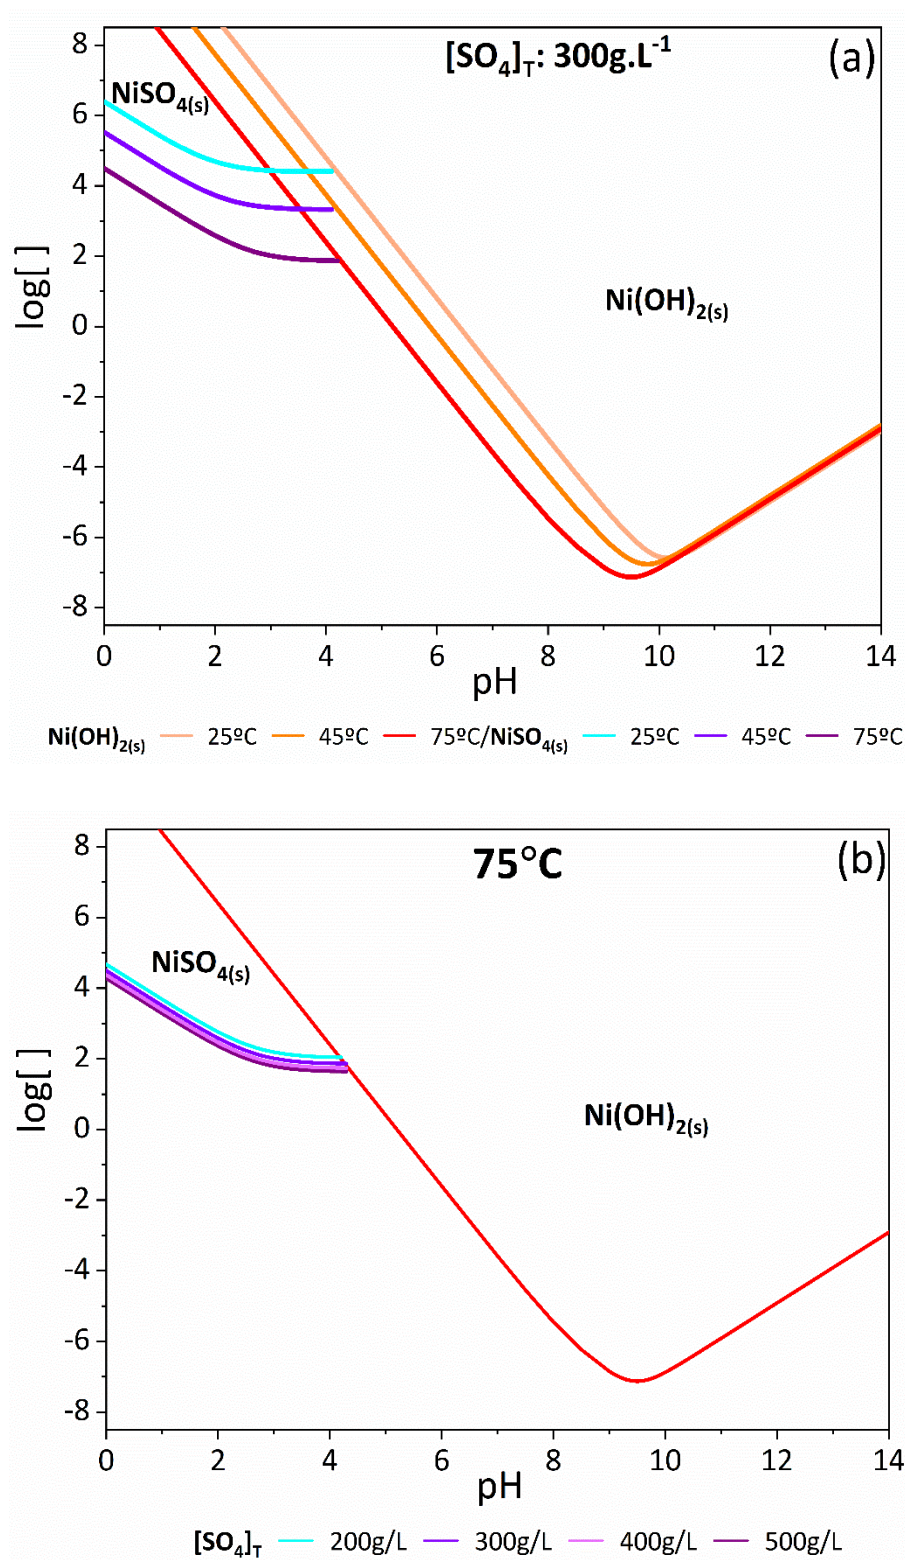 [SO₄]_T: 300g.L⁻¹
(a)
NiSO₄₍ₛ₎
Ni(OH)₂₍ₛ₎
log[ ]
8
6
4
2
0
-2
-4
-6
-8
0 2 4 6 8 10 12 14
pH
Ni(OH)₂₍ₛ₎ 25ºC 45ºC 75ºC/NiSO₄₍ₛ₎ 25ºC 45ºC 75ºC
75°C
(b)
NiSO₄₍ₛ₎
Ni(OH)₂₍ₛ₎
log[ ]
8
6
4
2
0
-2
-4
-6
-8
0 2 4 6 8 10 12 14
pH
[SO₄]_T 200g/L 300g/L 400g/L 500g/L